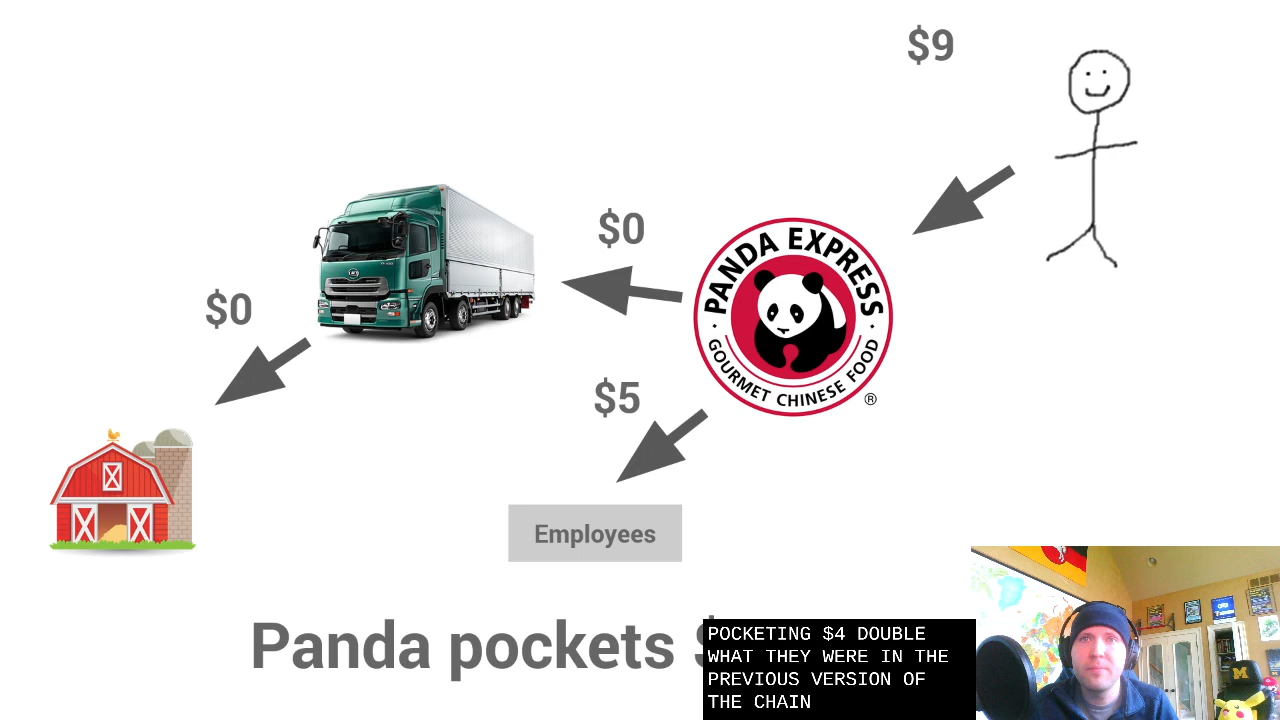 $9
$0
$0
PANDA EXPRESS
GOURMET CHINESE FOOD
®
$5
Employees
Panda pockets
POCKETING $4 DOUBLE
WHAT THEY WERE IN THE
PREVIOUS VERSION OF
THE CHAIN
M